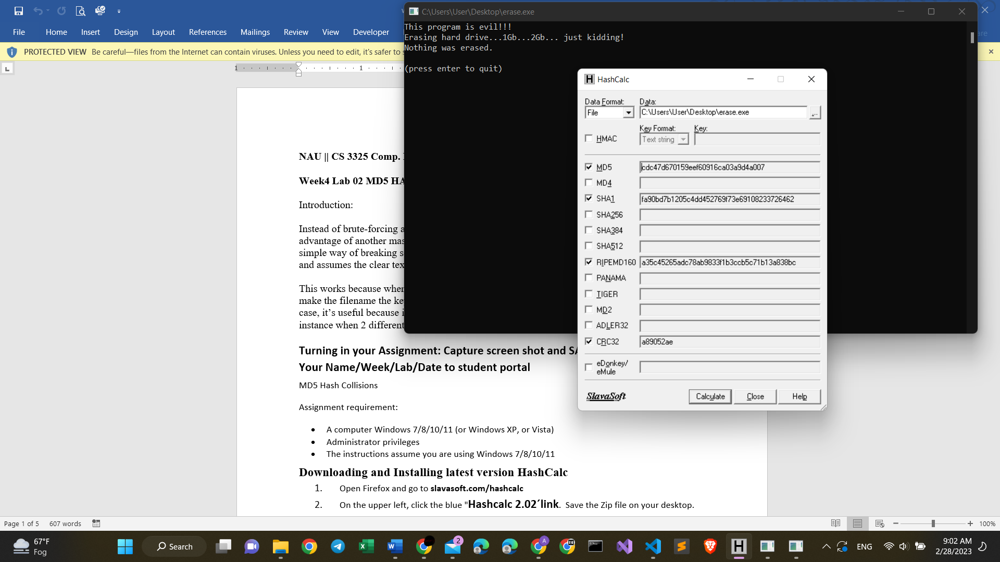 File Home Insert Design Layout References Mailings Review View Developer
PROTECTED VIEW Be careful—files from the Internet can contain viruses. Unless you need to edit, it's safer to
C:\Users\User\Desktop\erase.exe
This program is evil!!!
Erasing hard drive...1Gb...2Gb... just kidding!
Nothing was erased.
(press enter to quit)
NAU || CS 3325 Comp.
Week4 Lab 02 MD5 HA
Introduction:
Instead of brute-forcing a
advantage of another mas
simple way of breaking s
and assumes the clear tex
This works because when
make the filename the ke
case, it's useful because i
instance when 2 different
Turning in your Assignment: Capture screen shot and SA
Your Name/Week/Lab/Date to student portal
MD5 Hash Collisions
Assignment requirement:
• A computer Windows 7/8/10/11 (or Windows XP, or Vista)
• Administrator privileges
• The instructions assume you are using Windows 7/8/10/11
Downloading and Installing latest version HashCalc
1. Open Firefox and go to slavasoft.com/hashcalc
2. On the upper left, click the blue "Hashcalc 2.02´link. Save the Zip file on your desktop.
HashCalc
Data Format: Data:
File C:\Users\User\Desktop\erase.exe ...
Key Format: Key:
HMAC Text string
MD5 cdc47d670159eef60916ca03a9d4a007
MD4
SHA1 fa90bd7b1205c4dd452769f73e69108233726462
SHA256
SHA384
SHA512
RIPEMD160 a35c45265adc78ab9833f1b3ccb5c71b13a838bc
PANAMA
TIGER
MD2
ADLER32
CRC32 a89052ae
eDonkey/
eMule
SlavaSoft Calculate Close Help
Page 1 of 5 607 words 100%
67°F
Fog
Search
2
ENG
9:02 AM
2/28/2023